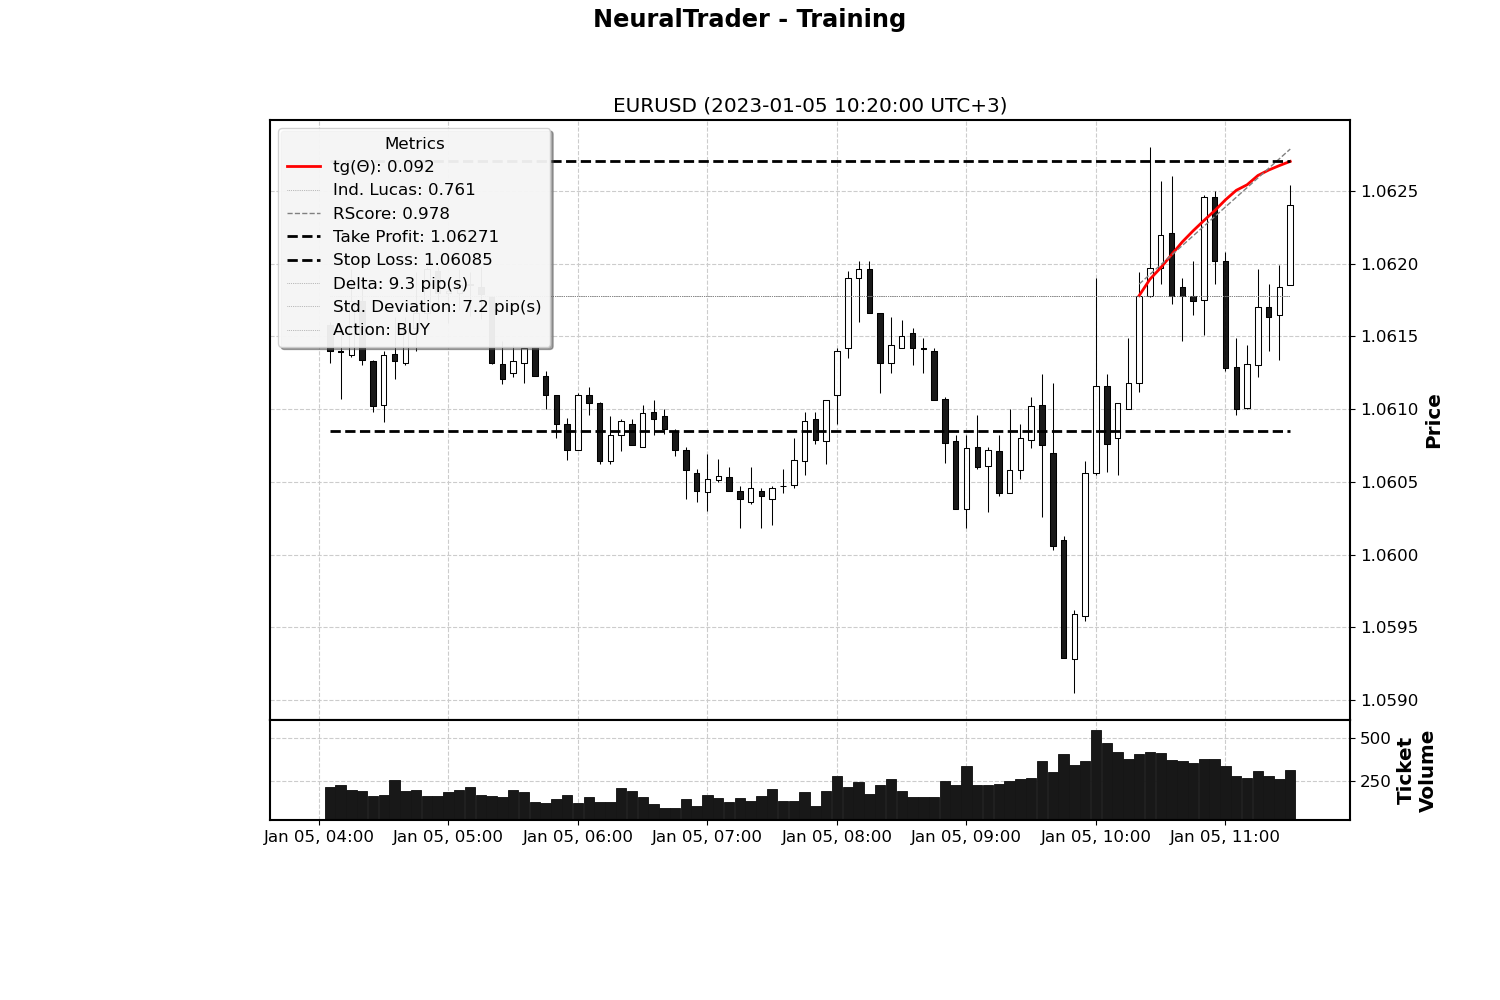 NeuralTrader - Training
EURUSD (2023-01-05 10:20:00 UTC+3)
Metrics
tg(Θ): 0.092
Ind. Lucas: 0.761
RScore: 0.978
Take Profit: 1.06271
Stop Loss: 1.06085
Delta: 9.3 pip(s)
Std. Deviation: 7.2 pip(s)
Action: BUY
1.0625
1.0620
1.0615
1.0610
1.0605
1.0600
1.0595
1.0590
Price
500
250
Ticket
Volume
Jan 05, 04:00
Jan 05, 05:00
Jan 05, 06:00
Jan 05, 07:00
Jan 05, 08:00
Jan 05, 09:00
Jan 05, 10:00
Jan 05, 11:00